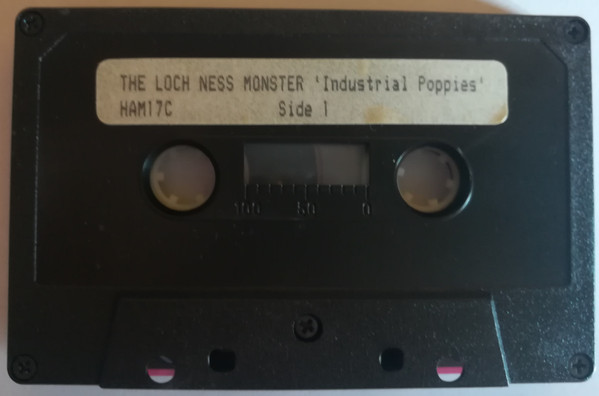 THE LOCH NESS MONSTER 'Industrial Poppies'
HAM17C Side 1
100 50 0